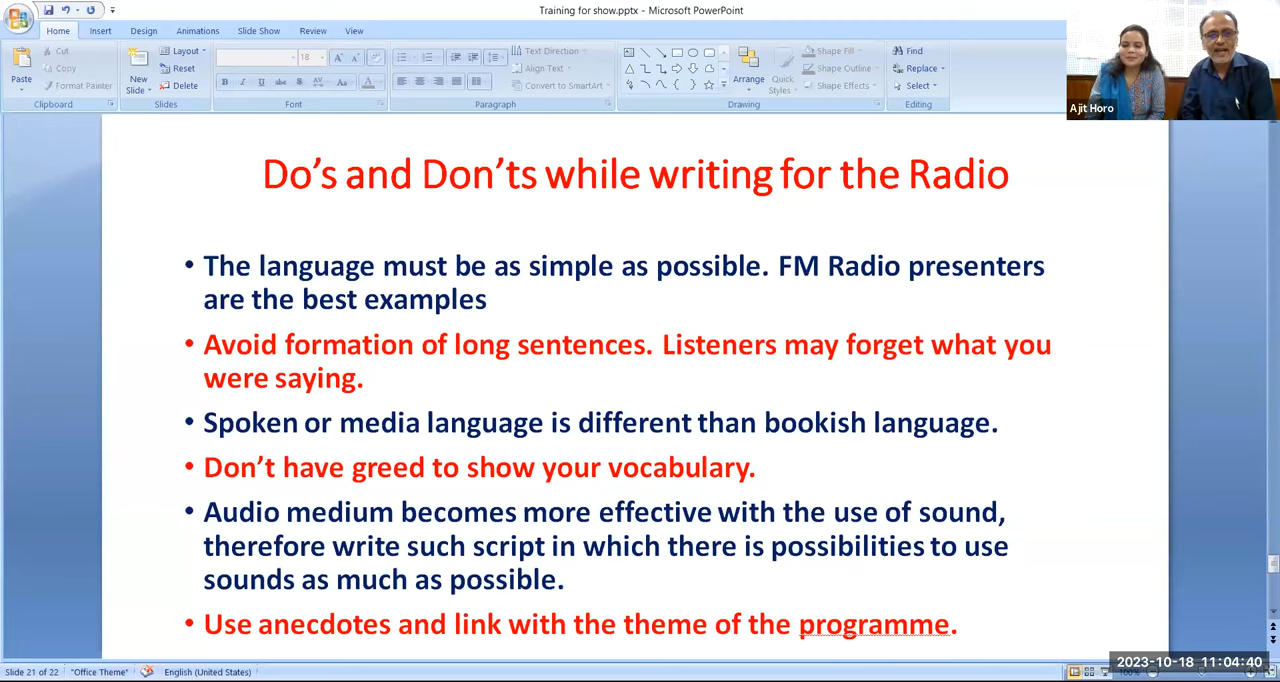 Training for show.pptx - Microsoft PowerPoint
Home Insert Design Animations Slide Show Review View
Paste
Cut
Copy
Format Painter
Clipboard
New
Slide
Layout
Reset
Delete
Slides
18
B I U abc S AV Aa A
Font
Text Direction
Align Text
Convert to SmartArt
Paragraph
Arrange
Quick
Styles
Shape Fill
Shape Outline
Shape Effects
Drawing
Find
Replace
Select
Editing
Ajit Horo
Do's and Don'ts while writing for the Radio
• The language must be as simple as possible. FM Radio presenters
are the best examples
• Avoid formation of long sentences. Listeners may forget what you
were saying.
• Spoken or media language is different than bookish language.
• Don't have greed to show your vocabulary.
• Audio medium becomes more effective with the use of sound,
therefore write such script in which there is possibilities to use
sounds as much as possible.
• Use anecdotes and link with the theme of the programme.
Slide 21 of 22 "Office Theme" English (United States)
2023-10-18 11:04:40